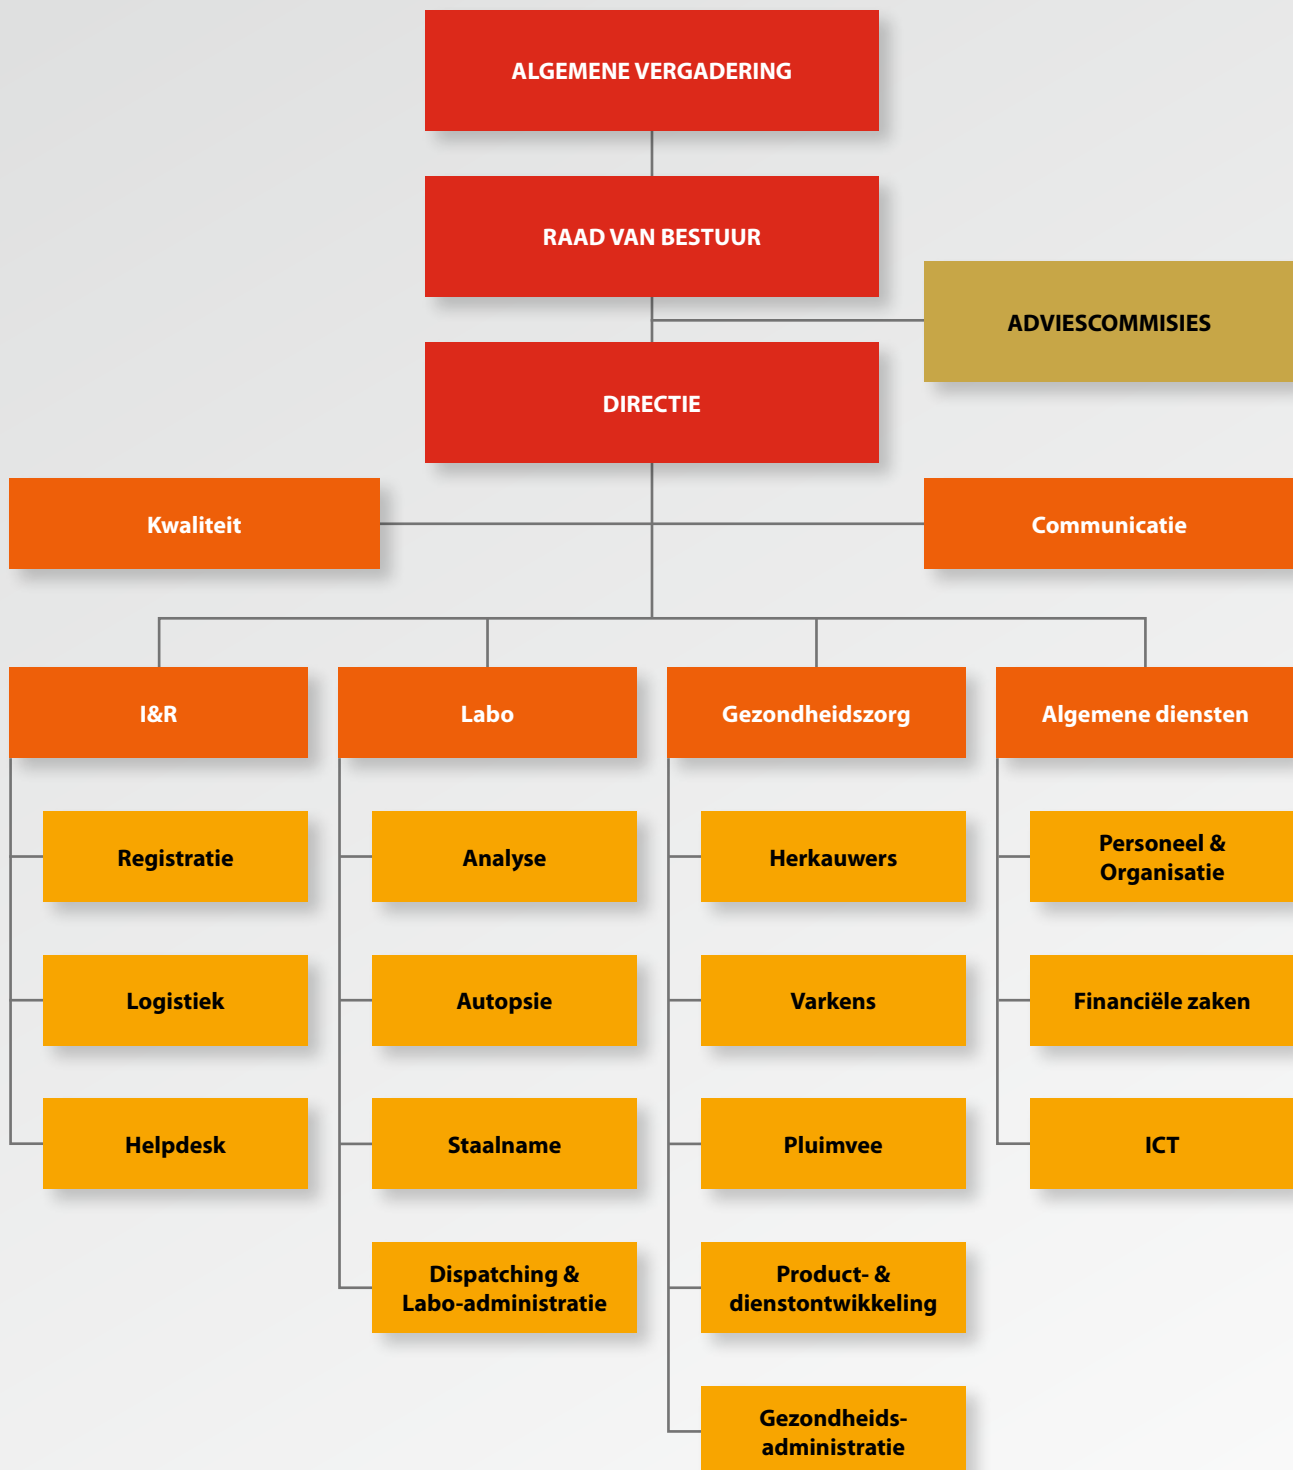 ALGEMENE VERGADERING
RAAD VAN BESTUUR
ADVIESCOMMISIES
DIRECTIE
Kwaliteit
Communicatie
I&R
Labo
Gezondheidszorg
Algemene diensten
Registratie
Analyse
Herkauwers
Personeel &
Organisatie
Logistiek
Autopsie
Varkens
Financiële zaken
Helpdesk
Staalname
Pluimvee
ICT
Dispatching &
Labo-administratie
Product- &
dienstontwikkeling
Gezondheids-
administratie